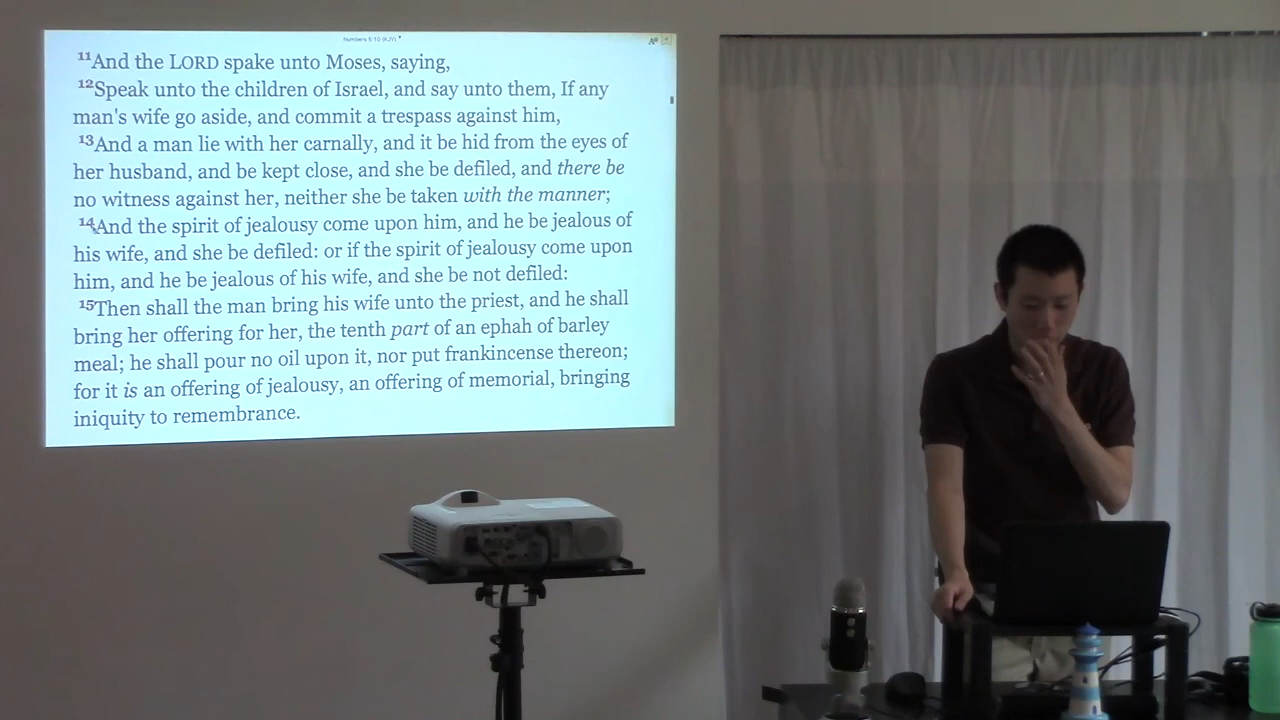 Numbers 5:10 (KJV)
¹¹And the LORD spake unto Moses, saying,
¹²Speak unto the children of Israel, and say unto them, If any
man's wife go aside, and commit a trespass against him,
¹³And a man lie with her carnally, and it be hid from the eyes of
her husband, and be kept close, and she be defiled, and there be
no witness against her, neither she be taken with the manner;
¹⁴And the spirit of jealousy come upon him, and he be jealous of
his wife, and she be defiled: or if the spirit of jealousy come upon
him, and he be jealous of his wife, and she be not defiled:
¹⁵Then shall the man bring his wife unto the priest, and he shall
bring her offering for her, the tenth part of an ephah of barley
meal; he shall pour no oil upon it, nor put frankincense thereon;
for it is an offering of jealousy, an offering of memorial, bringing
iniquity to remembrance.